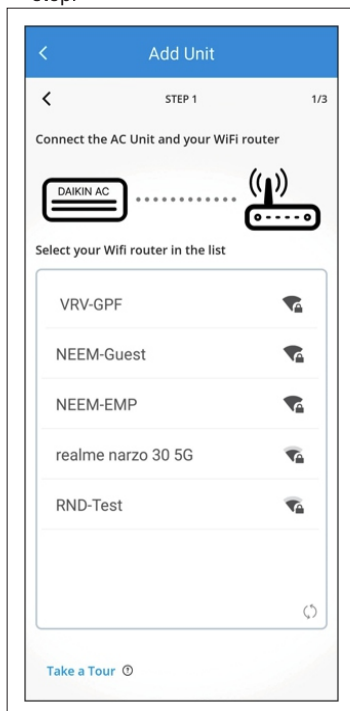 step.
Add Unit
STEP 1 1/3
Connect the AC Unit and your WiFi router
DAIKIN AC
Select your Wifi router in the list
VRV-GPF
NEEM-Guest
NEEM-EMP
realme narzo 30 5G
RND-Test
Take a Tour ?